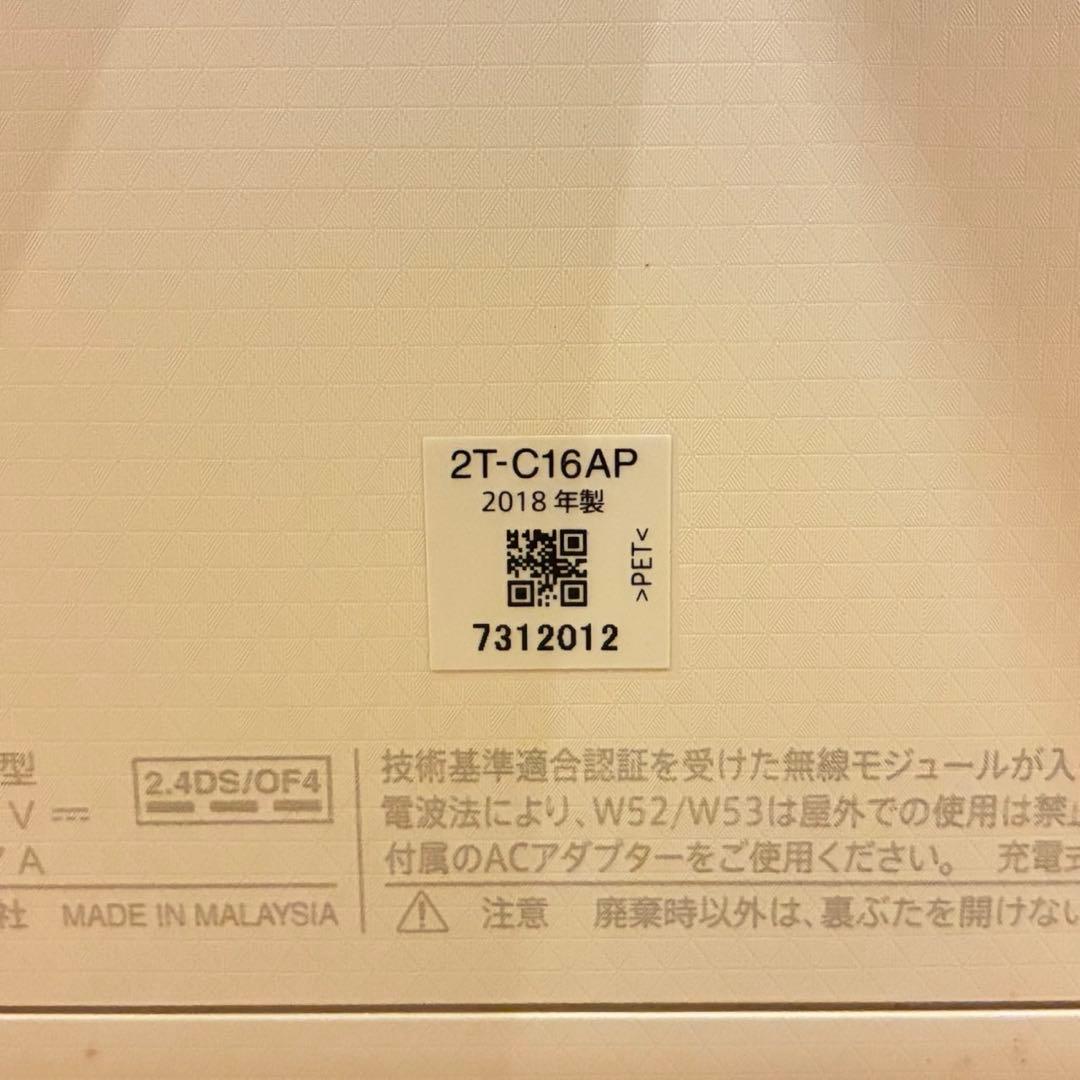 2T-C16AP
2018 年製
>PET<
7312012
型
V
2.4DS/OF4
A
社 MADE IN MALAYSIA
技術基準適合認証を受けた無線モジュールが入
電波法により、W52/W53は屋外での使用は禁止
付属のACアダプターをご使用ください。 充電式
注意 廃棄時以外は、裏ぶたを開けない